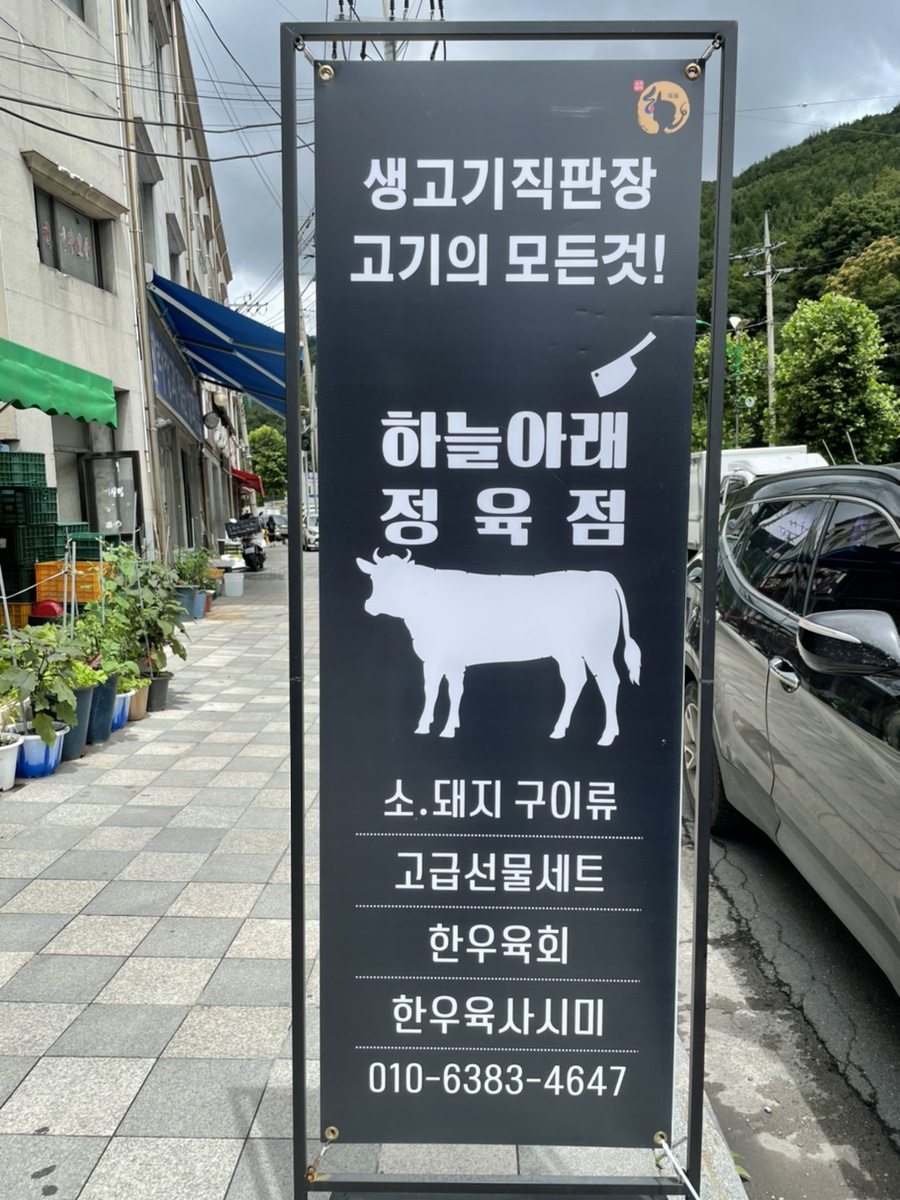 생고기직판장
고기의 모든것!
하늘아래
정육점
소.돼지 구이류
고급선물세트
한우육회
한우육사시미
010-6383-4647